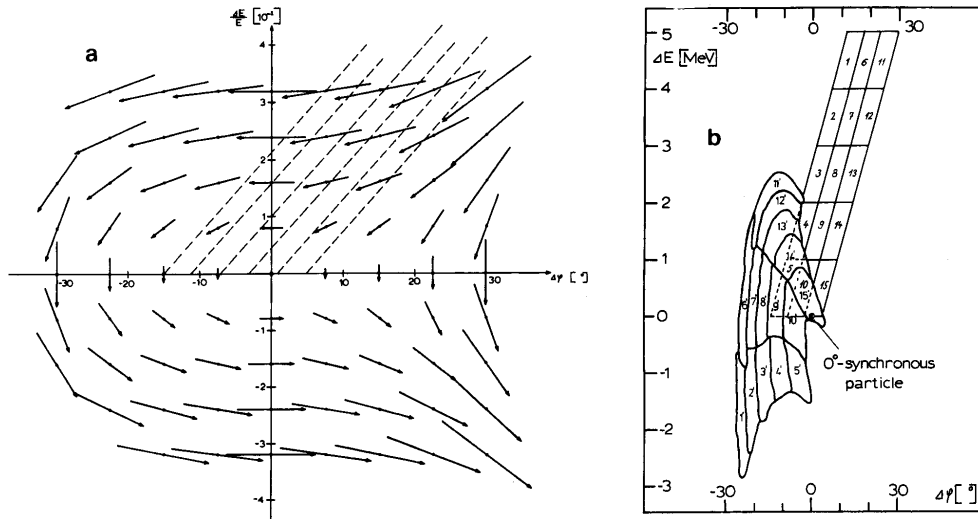 a
ΔE/E [10⁻²]
4
3
2
1
-30
-20
-10
10
20
30
Δφ [°]
-1
-2
-3
-4
b
-30
0
30
ΔE [MeV]
5
4
3
2
1
0
-1
-2
-3
1 6 11
2 7 12
3 8 13
4 9 14
5 10 15
11'
12'
13'
14'
15'
6' 7' 8' 9' 10'
1' 2' 3' 4' 5'
0°-synchronous
particle
-30
0
30
Δφ [°]